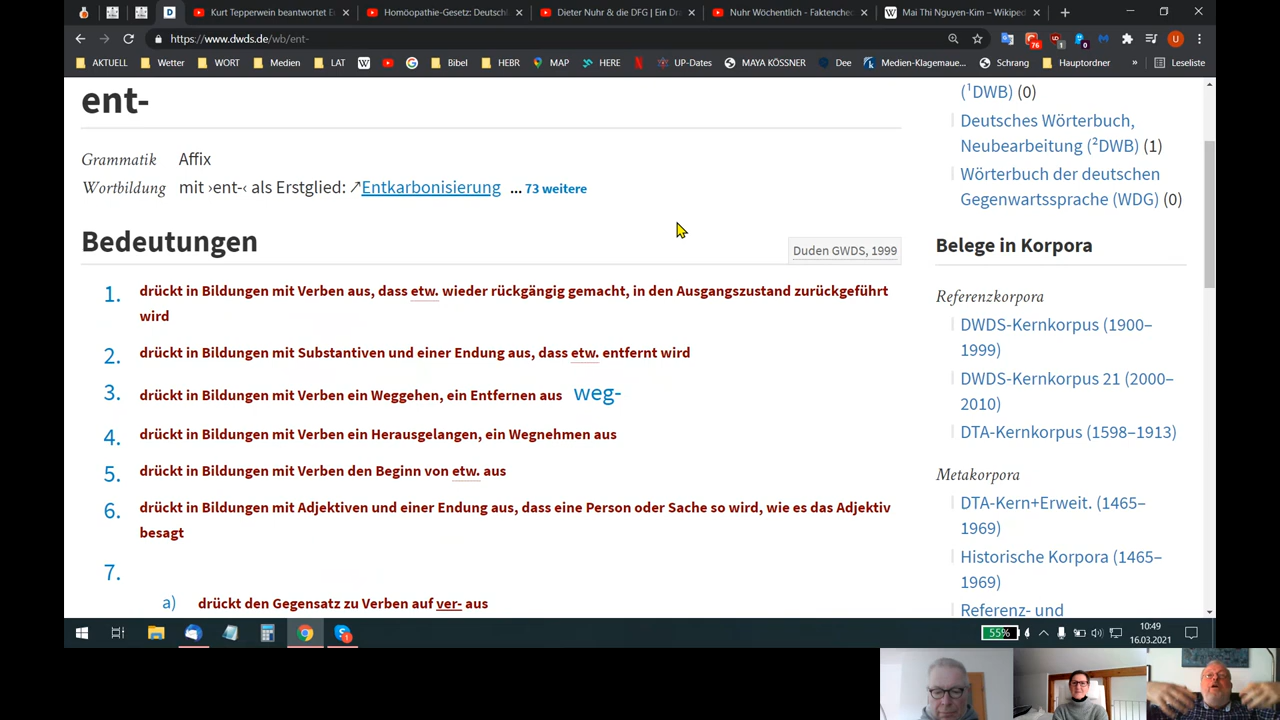 Kurt Tepperwein beantwortet E
Homöopathie-Gesetz: Deutschl
Dieter Nuhr & die DFG | Ein Dra
Nuhr Wöchentlich - Faktenchec
Mai Thi Nguyen-Kim – Wikiped
https://www.dwds.de/wb/ent-
76
1
0
U
AKTUELL Wetter WORT Medien LAT Bibel HEBR MAP HERE UP-Dates MAYA KÖSSNER Dee Medien-Klagemaue... Schrang Hauptordner » Leseliste
ent-
Grammatik Affix
Wortbildung mit ›ent-‹ als Erstglied: ↗Entkarbonisierung ... 73 weitere
Bedeutungen
Duden GWDS, 1999
1. drückt in Bildungen mit Verben aus, dass etw. wieder rückgängig gemacht, in den Ausgangszustand zurückgeführt
wird
2. drückt in Bildungen mit Substantiven und einer Endung aus, dass etw. entfernt wird
3. drückt in Bildungen mit Verben ein Weggehen, ein Entfernen aus weg-
4. drückt in Bildungen mit Verben ein Herausgelangen, ein Wegnehmen aus
5. drückt in Bildungen mit Verben den Beginn von etw. aus
6. drückt in Bildungen mit Adjektiven und einer Endung aus, dass eine Person oder Sache so wird, wie es das Adjektiv
besagt
7.
a) drückt den Gegensatz zu Verben auf ver- aus
(¹DWB) (0)
Deutsches Wörterbuch,
Neubearbeitung (²DWB) (1)
Wörterbuch der deutschen
Gegenwartssprache (WDG) (0)
Belege in Korpora
Referenzkorpora
DWDS-Kernkorpus (1900–
1999)
DWDS-Kernkorpus 21 (2000–
2010)
DTA-Kernkorpus (1598–1913)
Metakorpora
DTA-Kern+Erweit. (1465–
1969)
Historische Korpora (1465–
1969)
Referenz- und
55%
10:49
16.03.2021